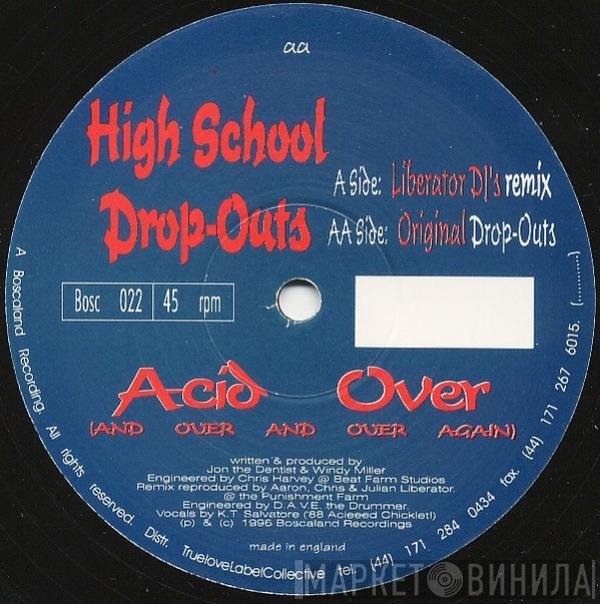 aa
High School
Drop-Outs
A Side: Liberator DJ's remix
AA Side: Original Drop-Outs
Bosc 022 45 rpm
Acid Over
(AND OVER AND OVER AGAIN)
written & produced by
Jon the Dentist & Windy Miller
Engineered by Chris Harvey @ Beat Farm Studios
Remix reproduced by Aaron, Chris & Julian Liberator.
@ the Punishment Farm
Engineered by D.A.V.E. the Drummer.
Vocals by K.T. Salvatore ('88 Acieeed Chicklet!)
(p) & (c) 1996 Boscaland Recordings
made in england
A Boscaland Recording. All rights reserved. Distr. TrueloveLabelCollective tel. (44) 171 284 0434 fax. (44) 171 267 6015. (............)
МАРКЕТ ВИНИЛА